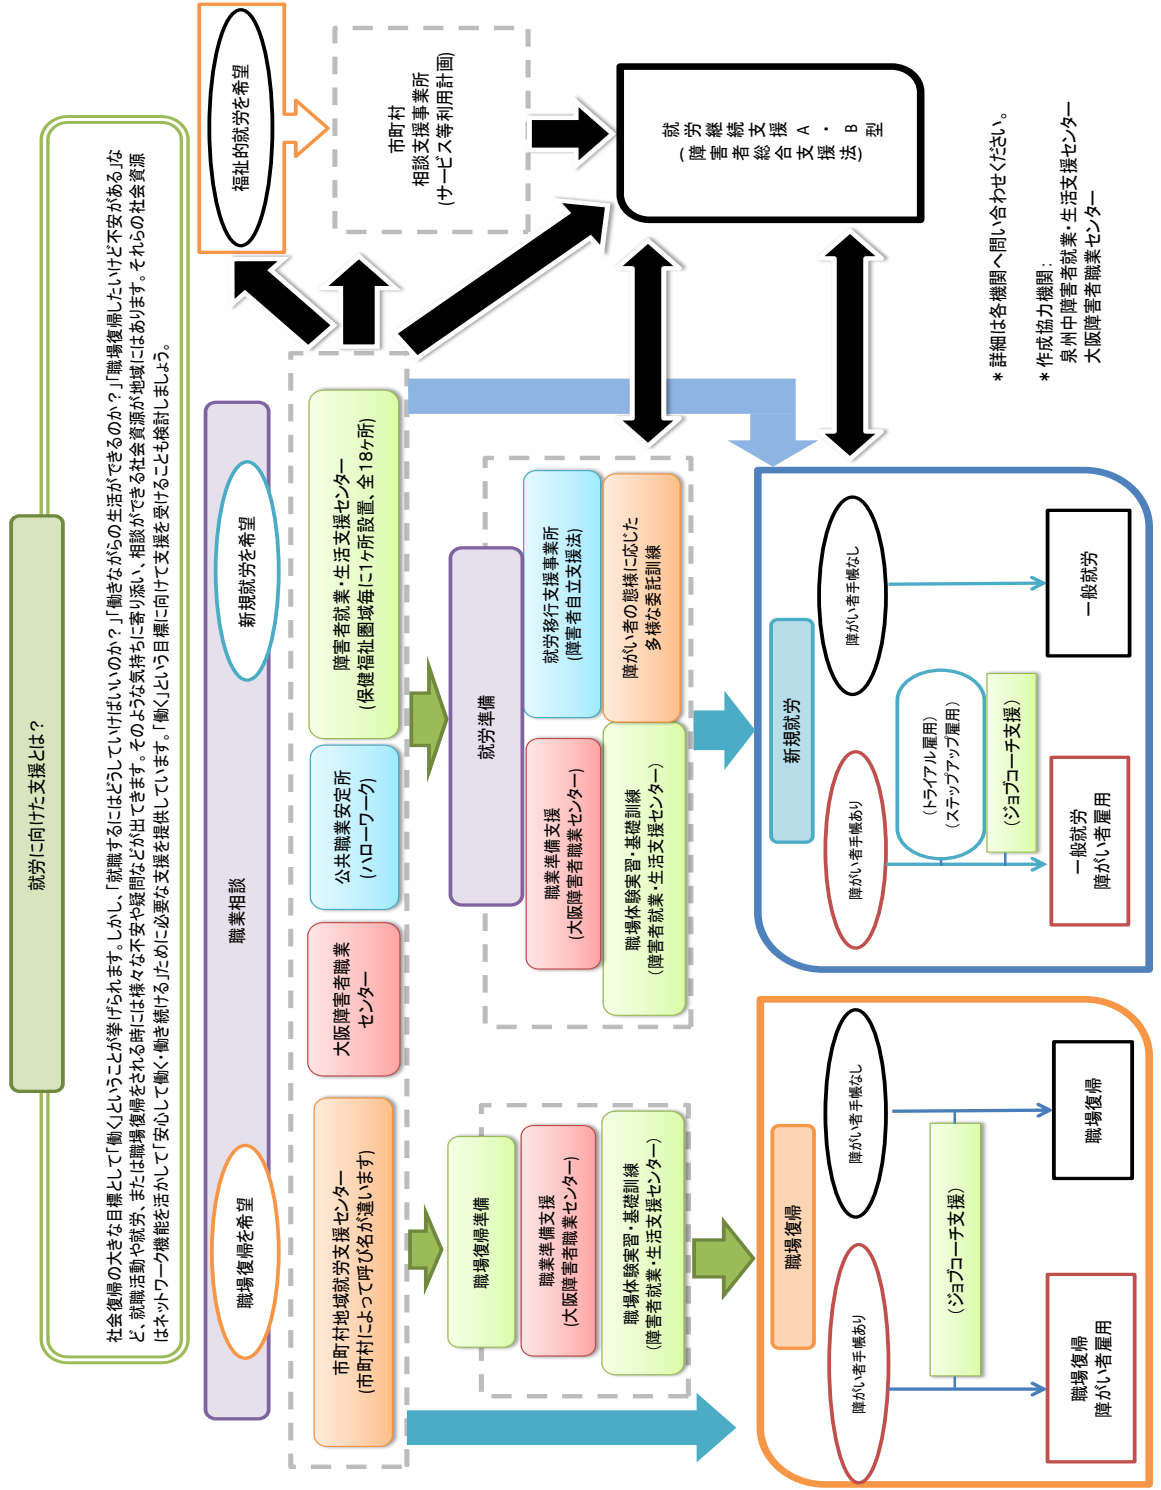 就労に向けた支援とは？
社会復帰の大きな目標として「働く」ということが挙げられます。しかし、「就職するにはどうしていけばいいのか？」「働きながらの生活ができるのか？」「職場復帰したいけど不安がある」な
ど、就職活動や就労、または職場復帰をされる時には様々な不安や疑問などが出てきます。そのような気持ちに寄り添い、相談ができる社会資源が地域にはあります。それらの社会資源
はネットワーク機能を活かして「安心して働く・働き続ける」ために必要な支援を提供しています。「働く」という目標に向けて支援を受けることも検討しましょう。
職業相談
職場復帰を希望
新規就労を希望
福祉的就労を希望
市町村地域就労支援センター
(市町村によって呼び名が違います)
大阪障害者職業
センター
公共職業安定所
(ハローワーク)
障害者就業・生活支援センター
(保健福祉圏域毎に1ヶ所設置、全18ヶ所)
市町村
相談支援事業所
(サービス等利用計画)
職場復帰準備
職業準備支援
(大阪障害者職業センター)
職場体験実習・基礎訓練
(障害者就業・生活支援センター)
就労準備
職業準備支援
(大阪障害者職業センター)
就労移行支援事業所
(障害者自立支援法)
職場体験実習・基礎訓練
(障害者就業・生活支援センター)
障がい者の態様に応じた
多様な委託訓練
就労継続支援A・B型
(障害者総合支援法)
職場復帰
障がい者手帳あり
障がい者手帳なし
(ジョブコーチ支援)
職場復帰
障がい者雇用
職場復帰
新規就労
障がい者手帳あり
障がい者手帳なし
(トライアル雇用)
(ステップアップ雇用)
(ジョブコーチ支援)
一般就労
障がい者雇用
一般就労
＊詳細は各機関へ問い合わせください。
＊作成協力機関：
泉州中障害者就業・生活支援センター
大阪障害者職業センター